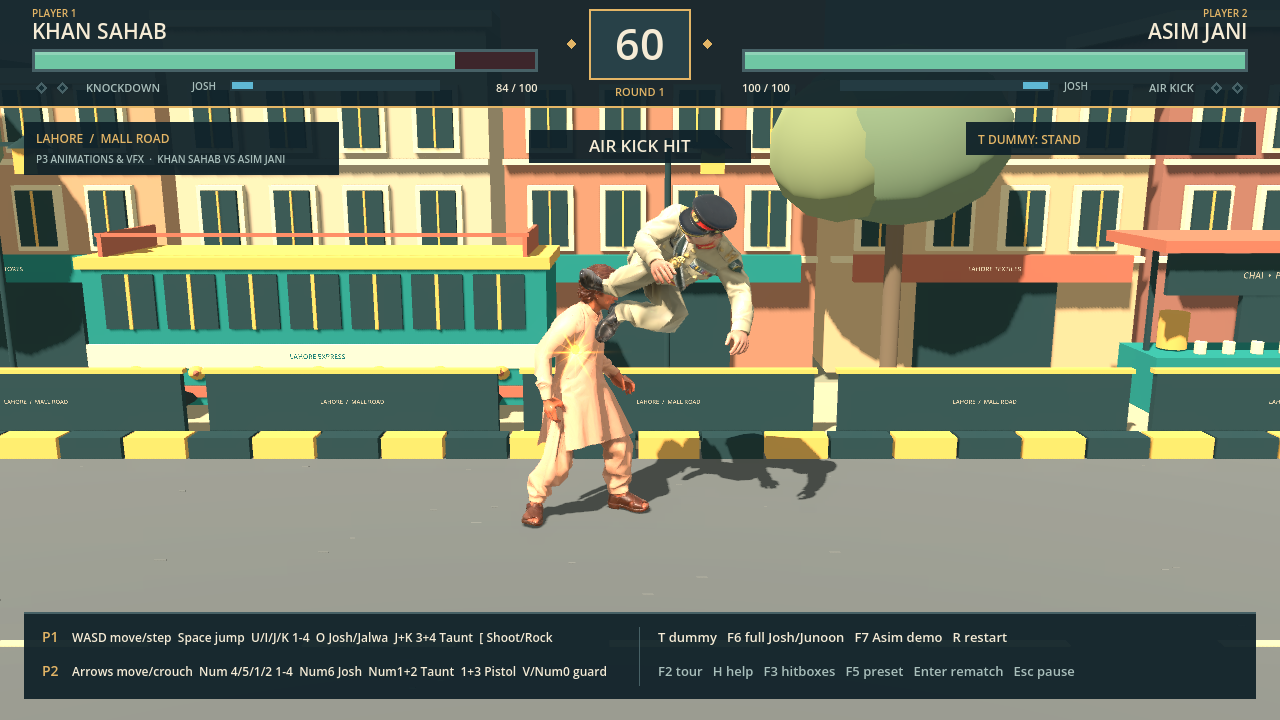 PLAYER 1
KHAN SAHAB
60
PLAYER 2
ASIM JANI
KNOCKDOWN
JOSH
84 / 100
ROUND 1
100 / 100
JOSH
AIR KICK
LAHORE / MALL ROAD
P3 ANIMATIONS & VFX · KHAN SAHAB VS ASIM JANI
AIR KICK HIT
T DUMMY: STAND
LAHORE TEXTILES
CHAI • P
LAHORE EXPRESS
LAHORE / MALL ROAD
LAHORE / MALL ROAD
LAHORE / MALL ROAD
LAHORE / MALL ROAD
P1 WASD move/step Space jump U/I/J/K 1-4 O Josh/Jalwa J+K 3+4 Taunt [ Shoot/Rock
T dummy F6 full Josh/Junoon F7 Asim demo R restart
P2 Arrows move/crouch Num 4/5/1/2 1-4 Num6 Josh Num1+2 Taunt 1+3 Pistol V/Num0 guard
F2 tour H help F3 hitboxes F5 preset Enter rematch Esc pause